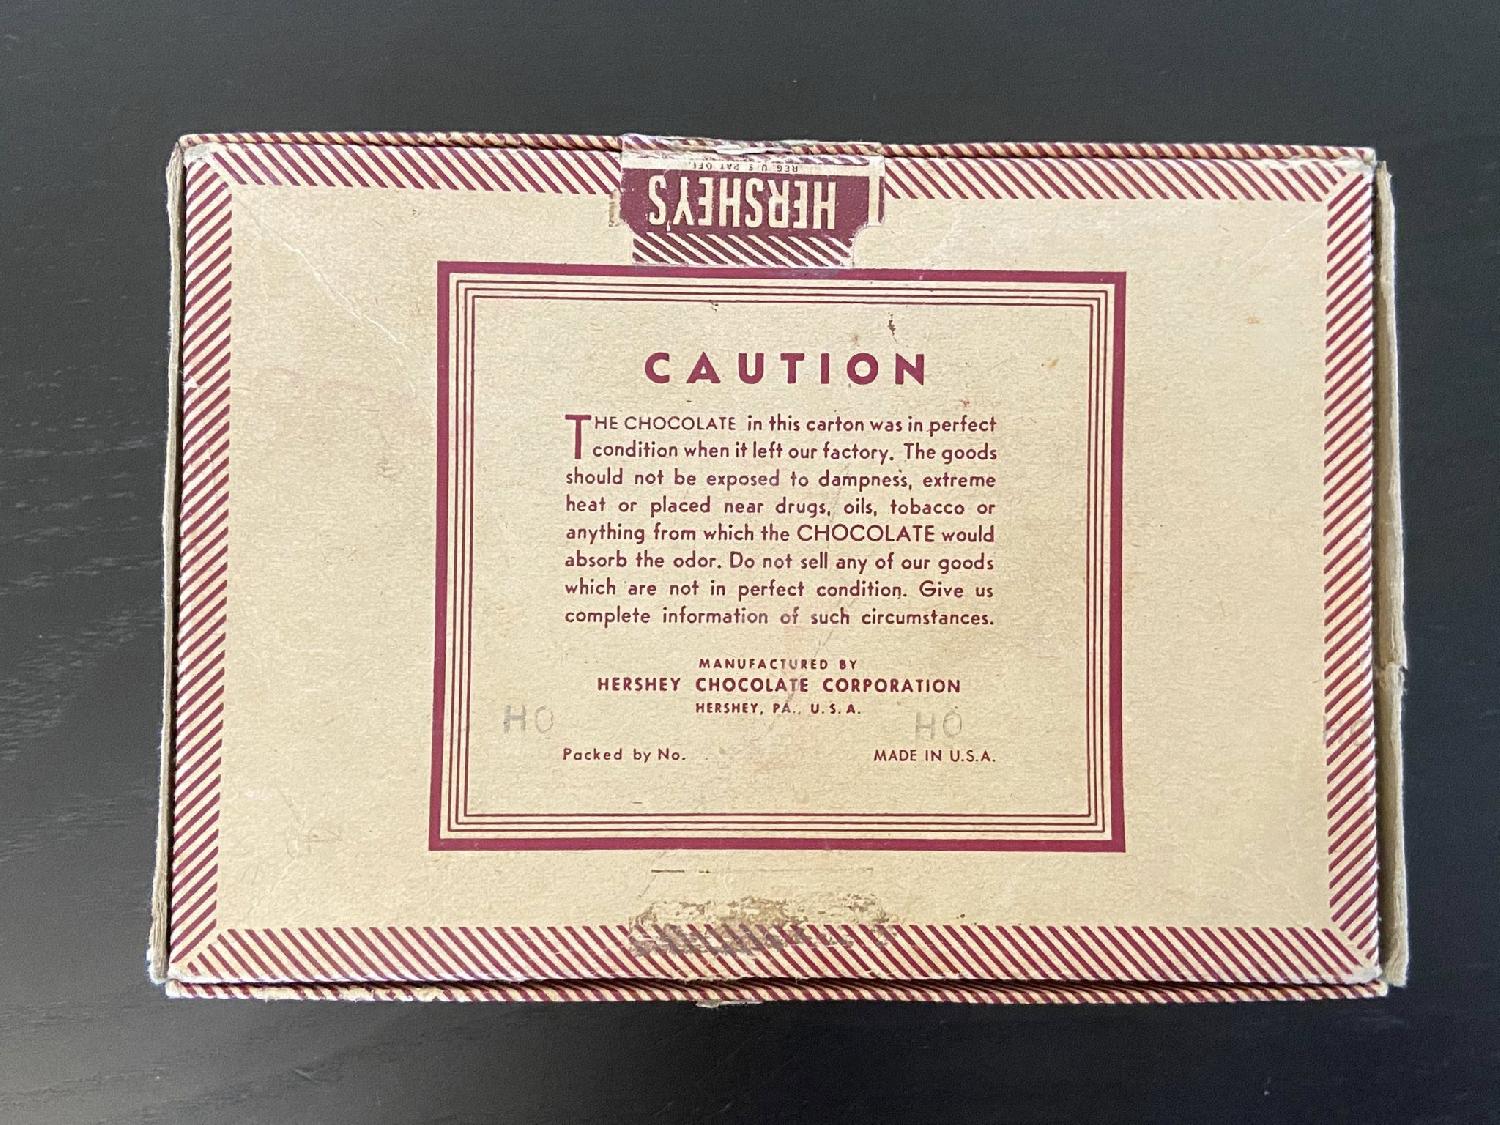 REG. U.S. PAT. OFF.
HERSHEY'S
CAUTION
THE CHOCOLATE in this carton was in perfect
condition when it left our factory. The goods
should not be exposed to dampness, extreme
heat or placed near drugs, oils, tobacco or
anything from which the CHOCOLATE would
absorb the odor. Do not sell any of our goods
which are not in perfect condition. Give us
complete information of such circumstances.
MANUFACTURED BY
HERSHEY CHOCOLATE CORPORATION
HERSHEY, PA., U.S.A.
HO HO HO
Packed by No. MADE IN U.S.A.